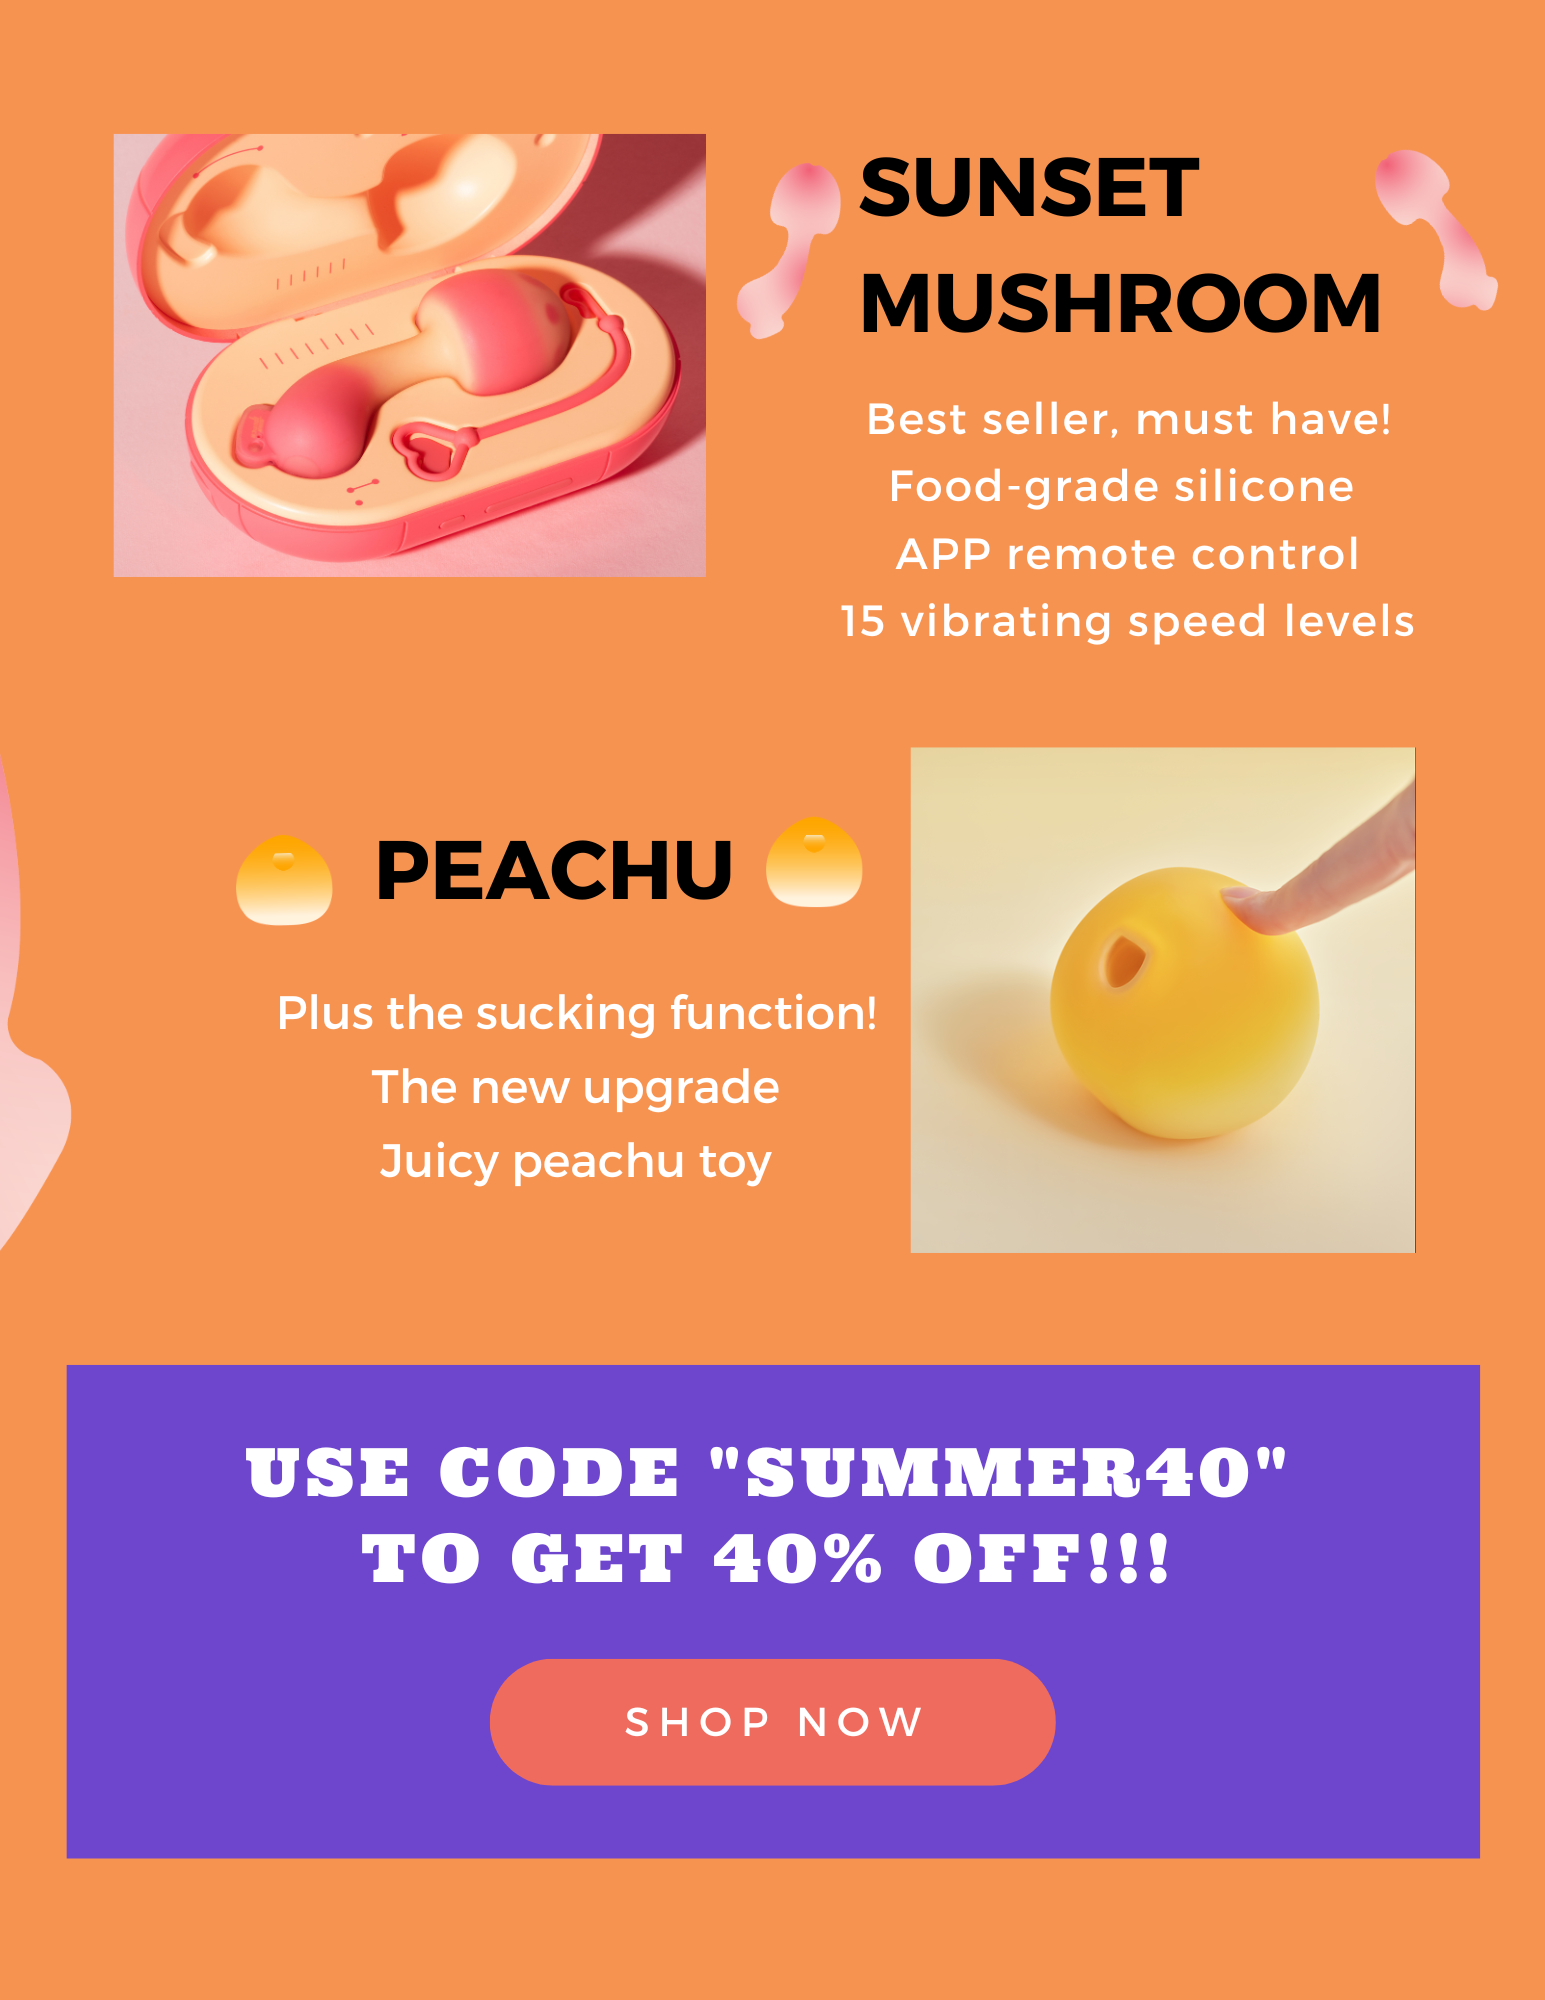 SUNSET
MUSHROOM
Best seller, must have!
Food-grade silicone
APP remote control
15 vibrating speed levels
PEACHU
Plus the sucking function!
The new upgrade
Juicy peachu toy
USE CODE "SUMMER40"
TO GET 40% OFF!!!
SHOP NOW